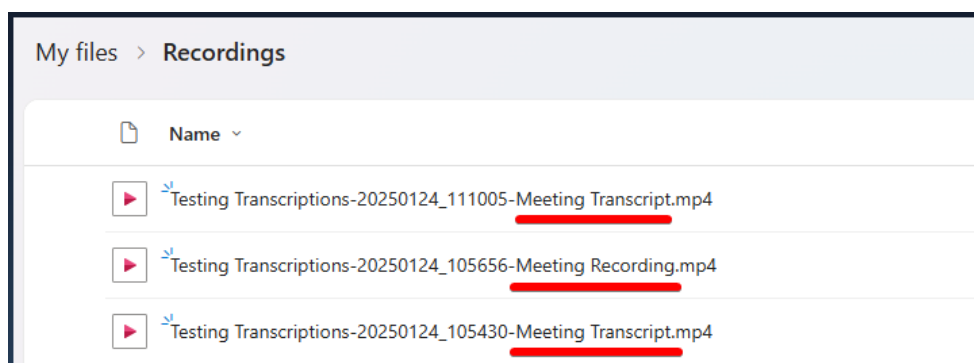 My files > Recordings
Name
Testing Transcriptions-20250124_111005-Meeting Transcript.mp4
Testing Transcriptions-20250124_105656-Meeting Recording.mp4
Testing Transcriptions-20250124_105430-Meeting Transcript.mp4